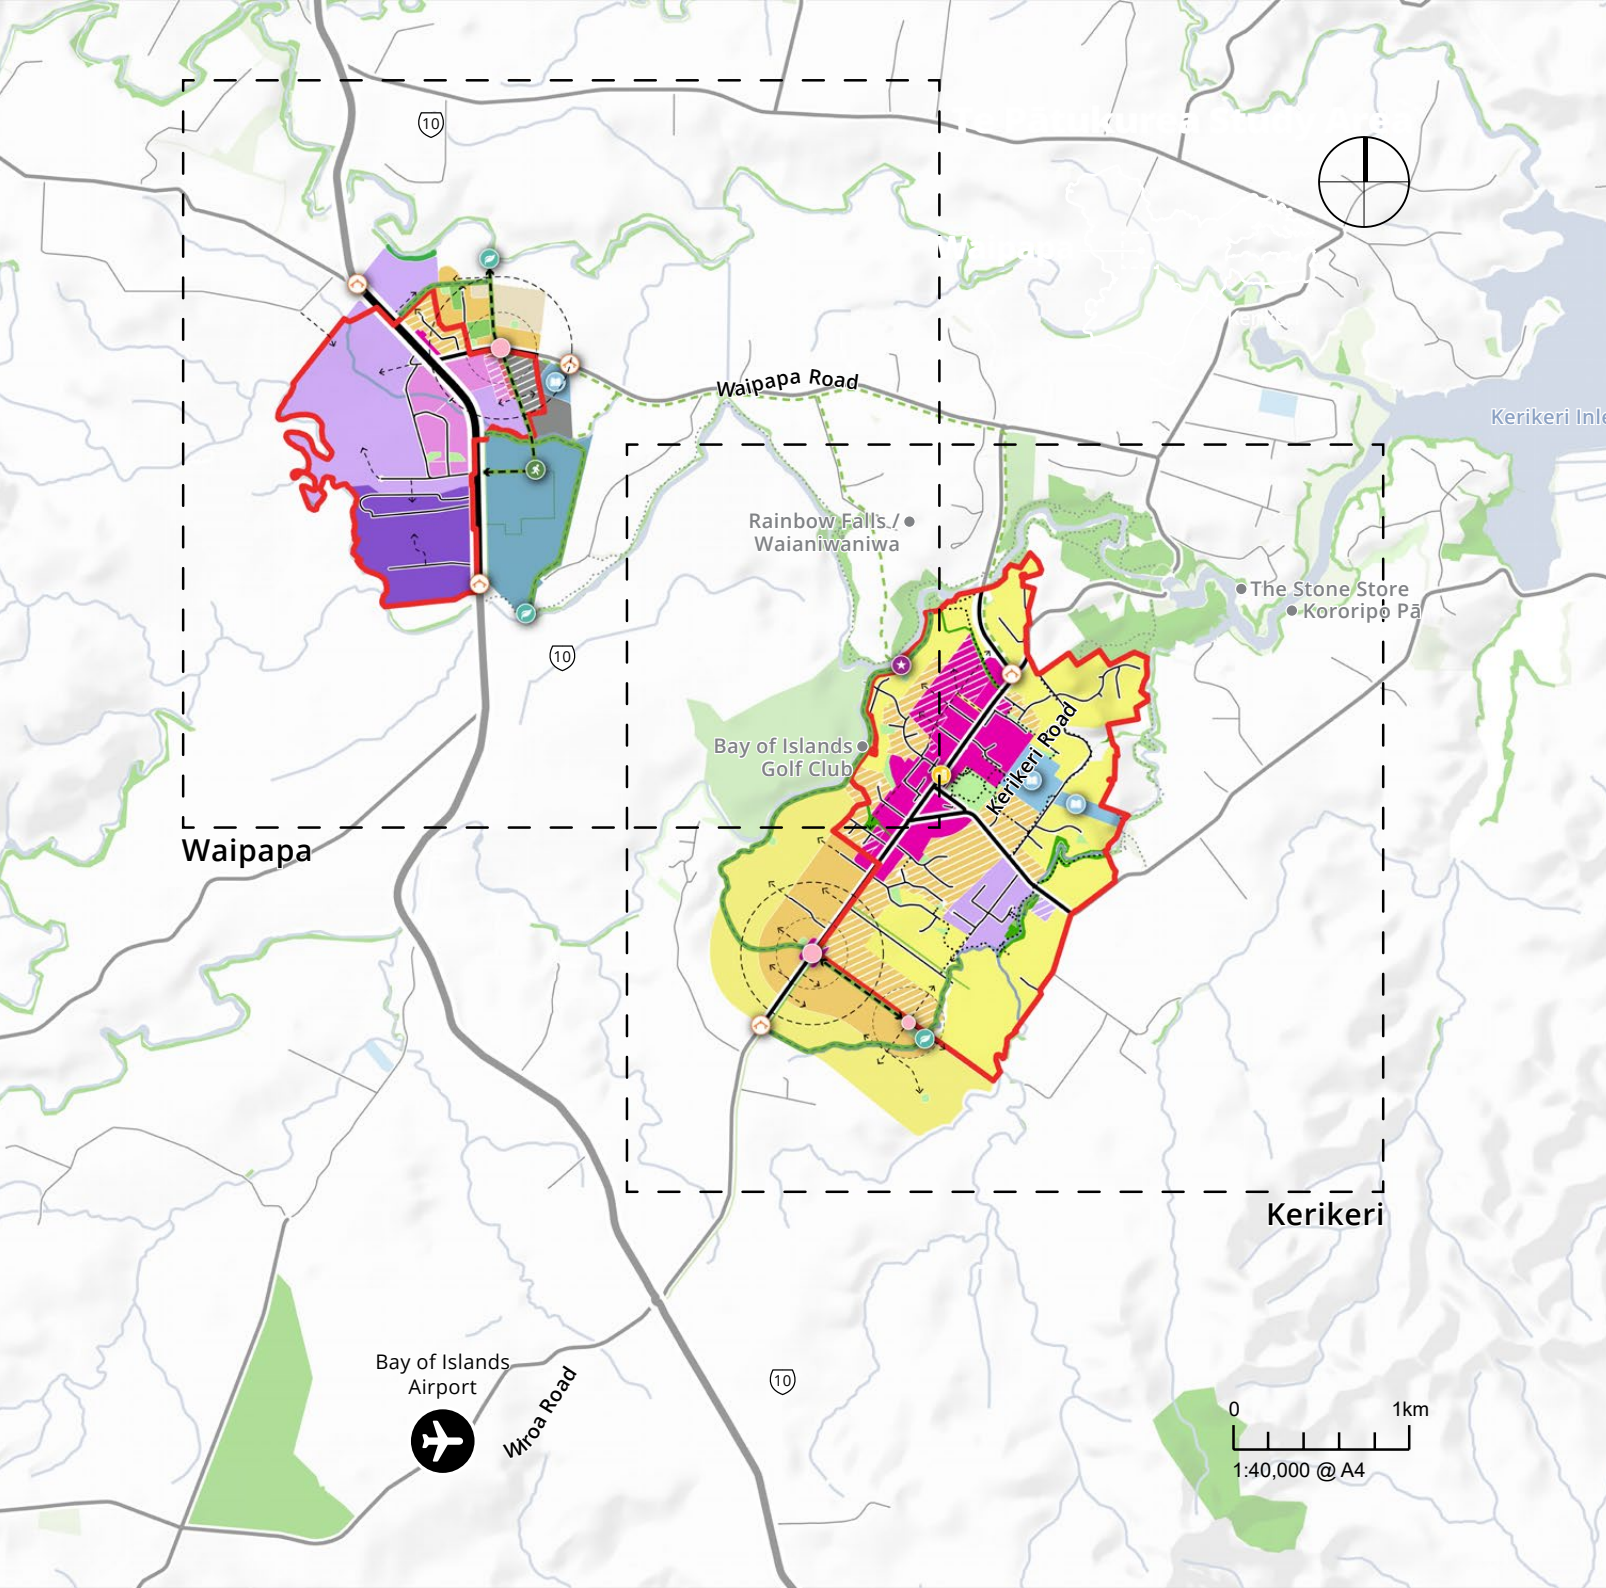 10
Waipapa Road
Kerikeri Inle
Rainbow Falls /
Waianiwaniwa
The Stone Store
Kororipo Pā
10
Bay of Islands
Golf Club
Kerikeri Road
Waipapa
Kerikeri
Bay of Islands
Airport
Wiroa Road
10
0 1km
1:40,000 @ A4